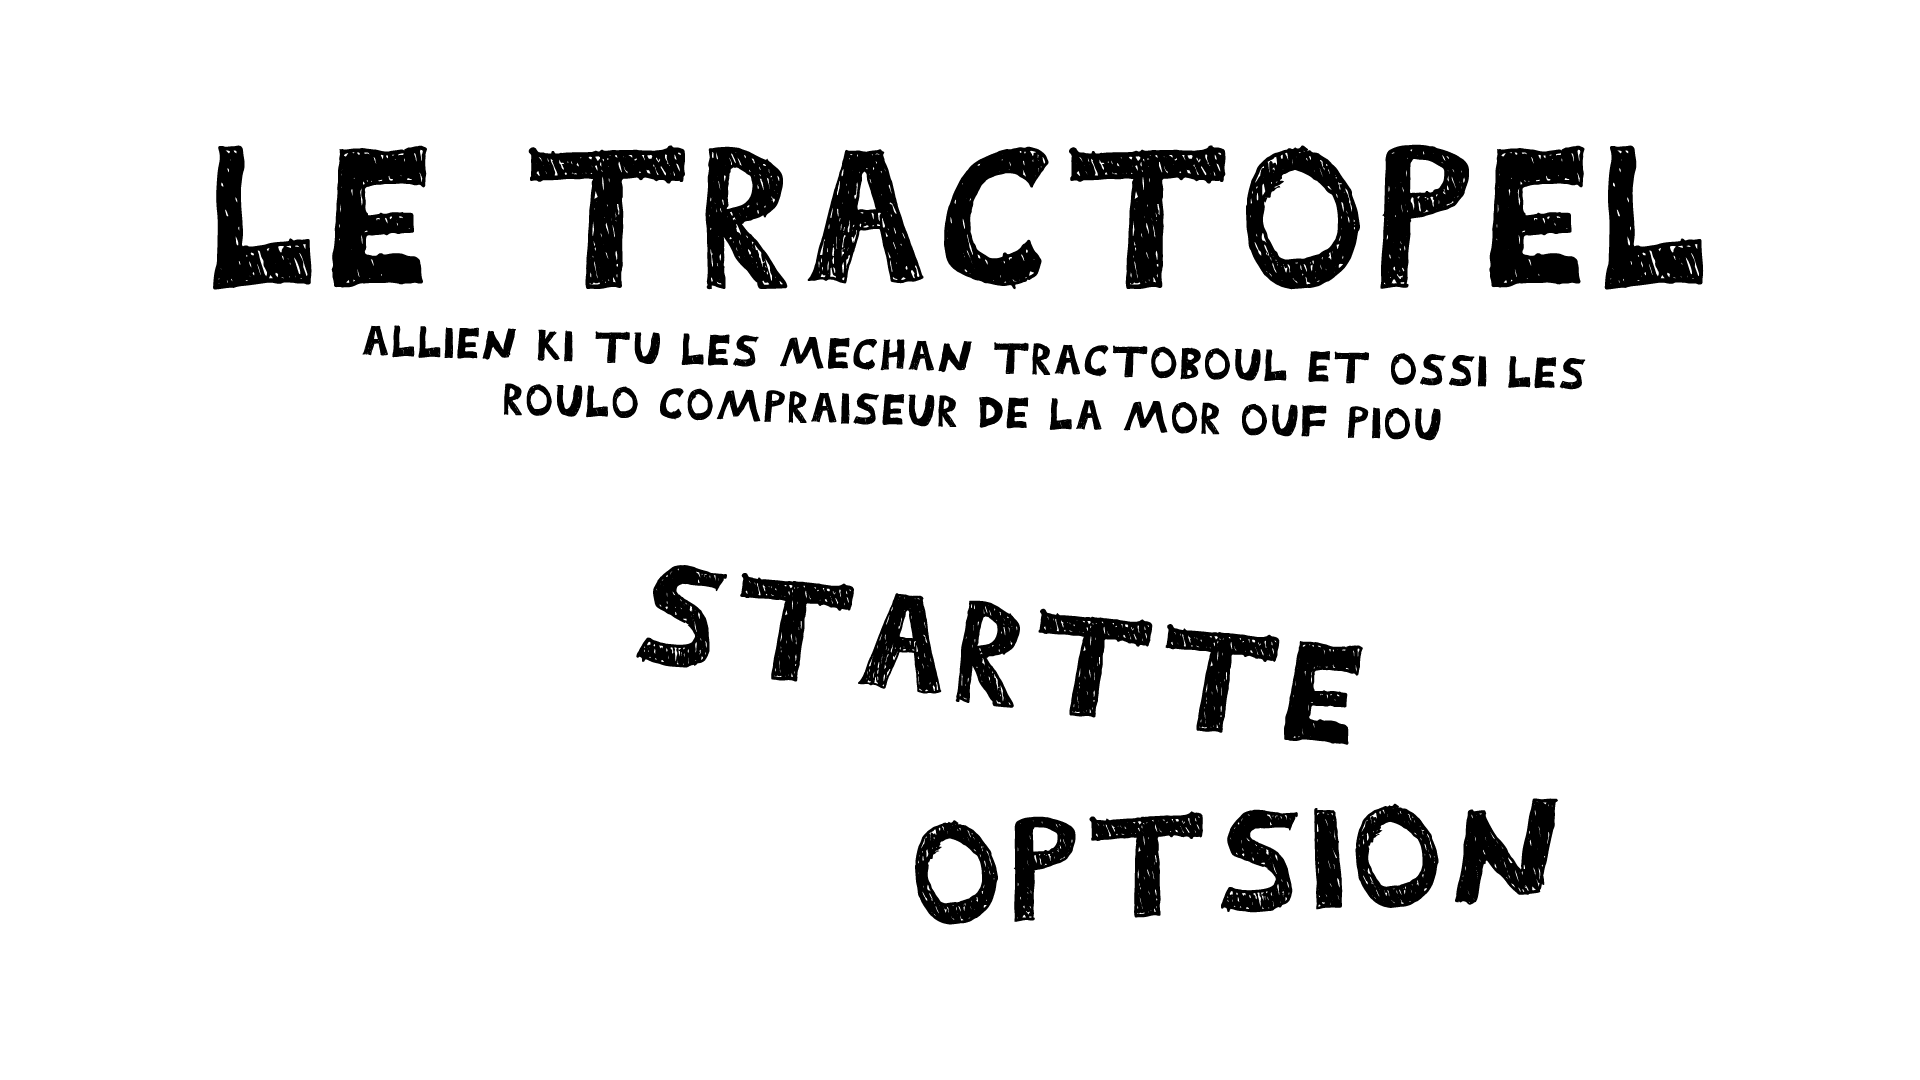 LE TRACTOPEL
ALLIEN KI TU LES MECHAN TRACTOBOUL ET OSSI LES
ROULO COMPRAISEUR DE LA MOR OUF PIOU
STARTTE
OPTSION